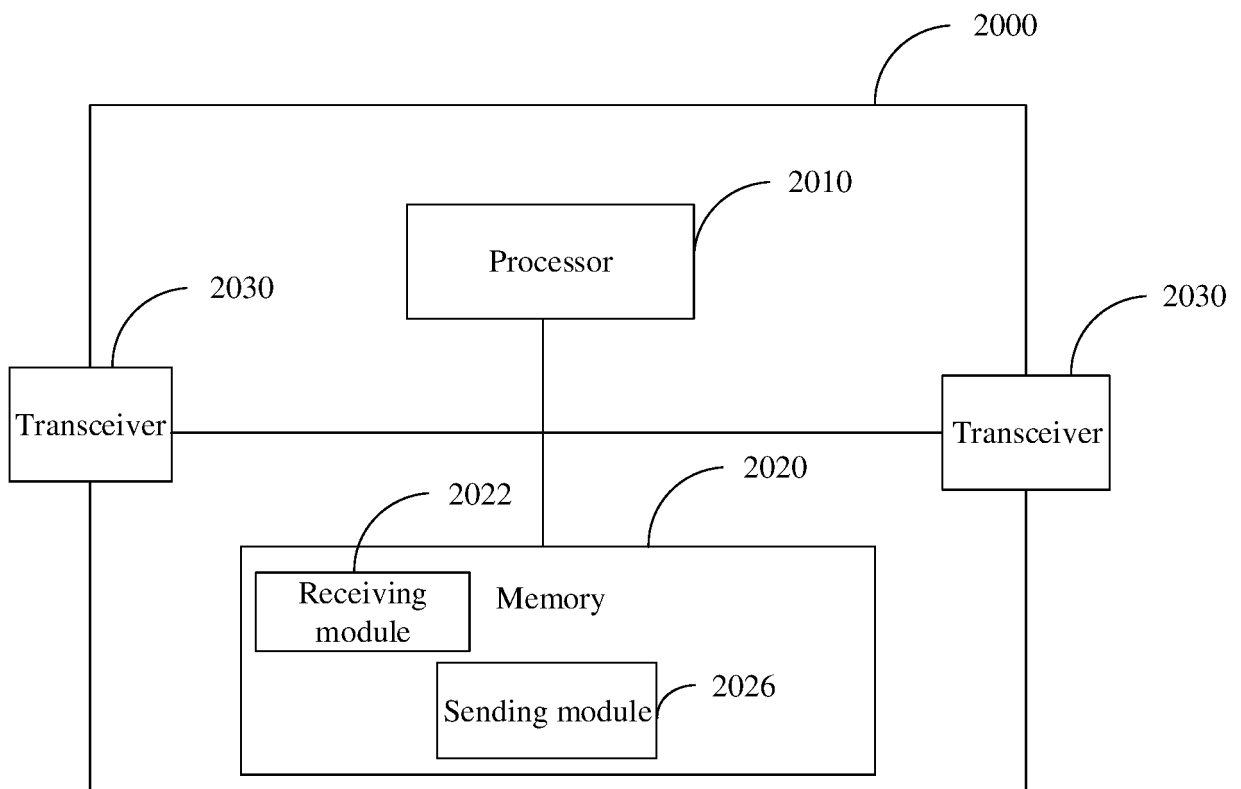 2000
2010
Processor
2030
2030
Transceiver
Transceiver
2020
2022
Receiving
module
Memory
2026
Sending module